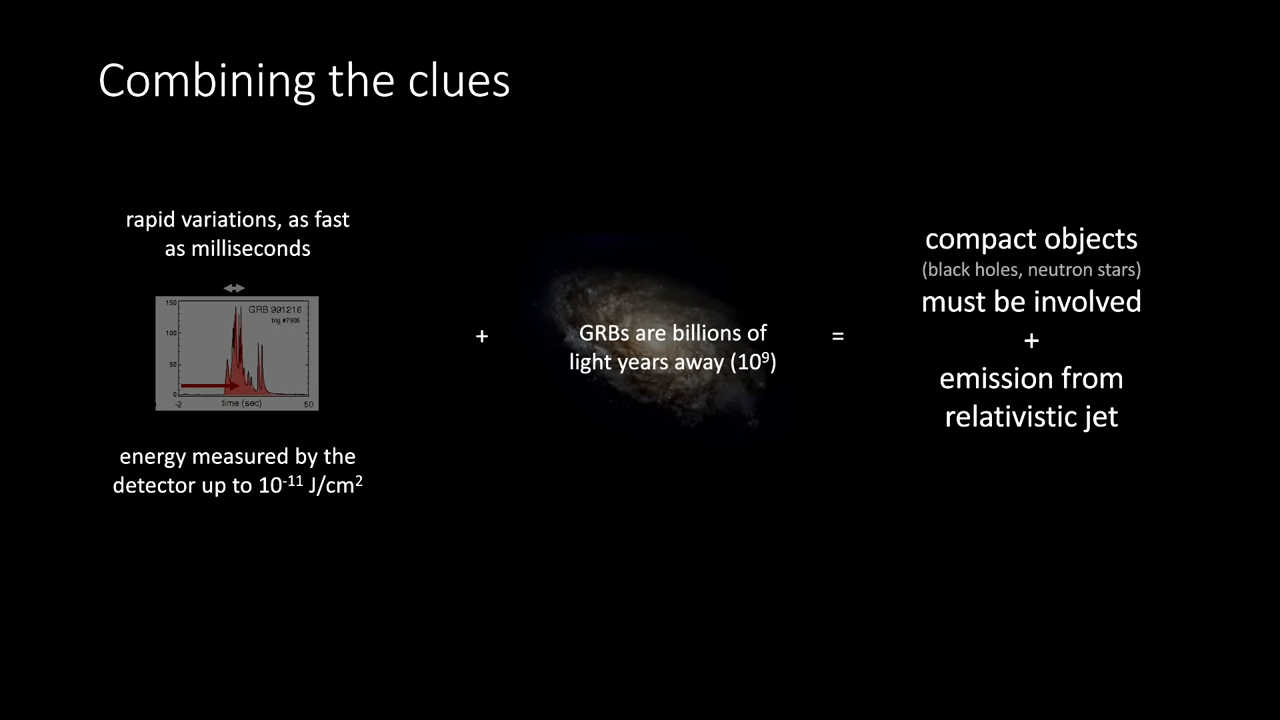 Combining the clues
rapid variations, as fast
as milliseconds
150
GRB 991216
trig #7906
100
50
0
-2
time (sec)
50
energy measured by the
detector up to 10⁻¹¹ J/cm²
+
GRBs are billions of
light years away (10⁹)
=
compact objects
(black holes, neutron stars)
must be involved
+
emission from
relativistic jet